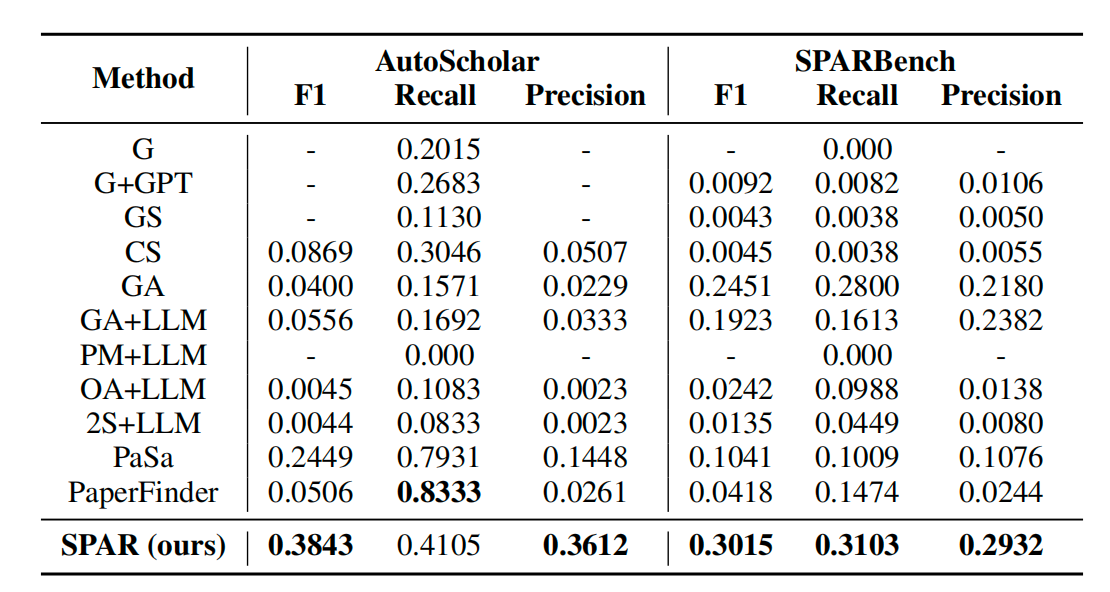 Method AutoScholar SPARBench
F1 Recall Precision F1 Recall Precision
G - 0.2015 - - 0.000 -
G+GPT - 0.2683 - 0.0092 0.0082 0.0106
GS - 0.1130 - 0.0043 0.0038 0.0050
CS 0.0869 0.3046 0.0507 0.0045 0.0038 0.0055
GA 0.0400 0.1571 0.0229 0.2451 0.2800 0.2180
GA+LLM 0.0556 0.1692 0.0333 0.1923 0.1613 0.2382
PM+LLM - 0.000 - - 0.000 -
OA+LLM 0.0045 0.1083 0.0023 0.0242 0.0988 0.0138
2S+LLM 0.0044 0.0833 0.0023 0.0135 0.0449 0.0080
PaSa 0.2449 0.7931 0.1448 0.1041 0.1009 0.1076
PaperFinder 0.0506 0.8333 0.0261 0.0418 0.1474 0.0244
SPAR (ours) 0.3843 0.4105 0.3612 0.3015 0.3103 0.2932